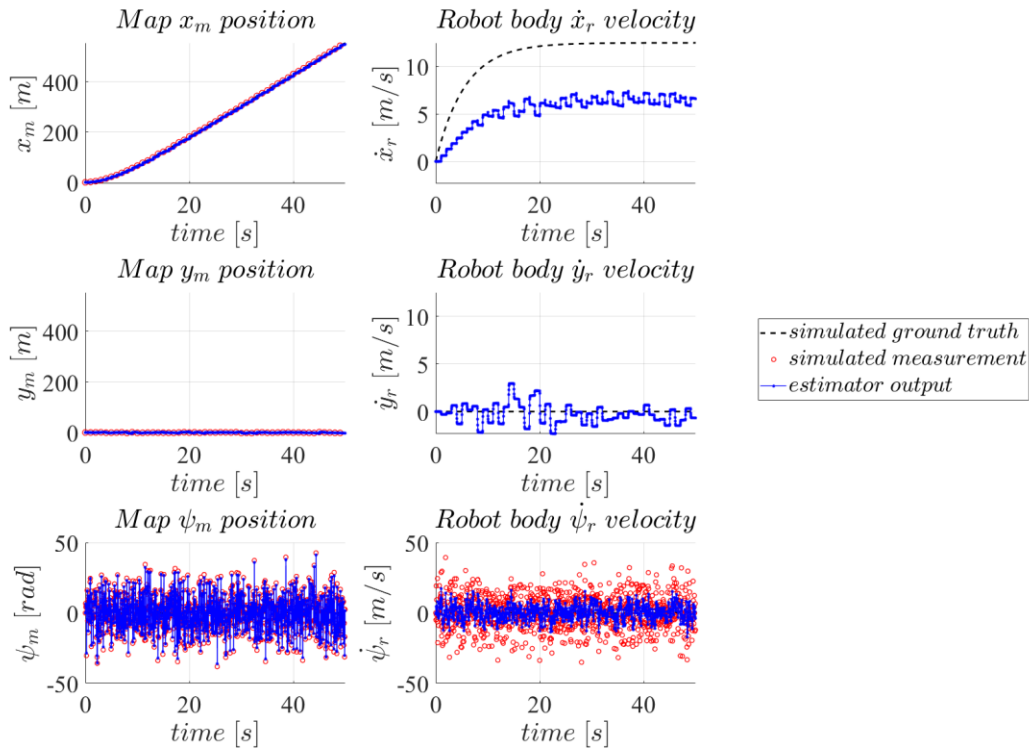 Map x_m position
Robot body ẋ_r velocity
x_m [m]
400
200
0
0
20
40
time [s]
ẋ_r [m/s]
10
5
0
0
20
40
time [s]
Map y_m position
Robot body ẏ_r velocity
y_m [m]
400
200
0
0
20
40
time [s]
ẏ_r [m/s]
10
5
0
0
20
40
time [s]
simulated ground truth
simulated measurement
estimator output
Map ψ_m position
Robot body ψ̇_r velocity
ψ_m [rad]
50
0
-50
0
20
40
time [s]
ψ̇_r [m/s]
50
0
-50
0
20
40
time [s]